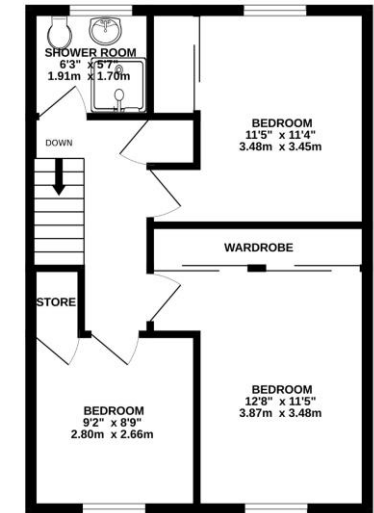 SHOWER ROOM
6'3" x 5'7"
1.91m x 1.70m
BEDROOM
11'5" x 11'4"
3.48m x 3.45m
DOWN
WARDROBE
STORE
BEDROOM
12'8" x 11'5"
3.87m x 3.48m
BEDROOM
9'2" x 8'9"
2.80m x 2.66m